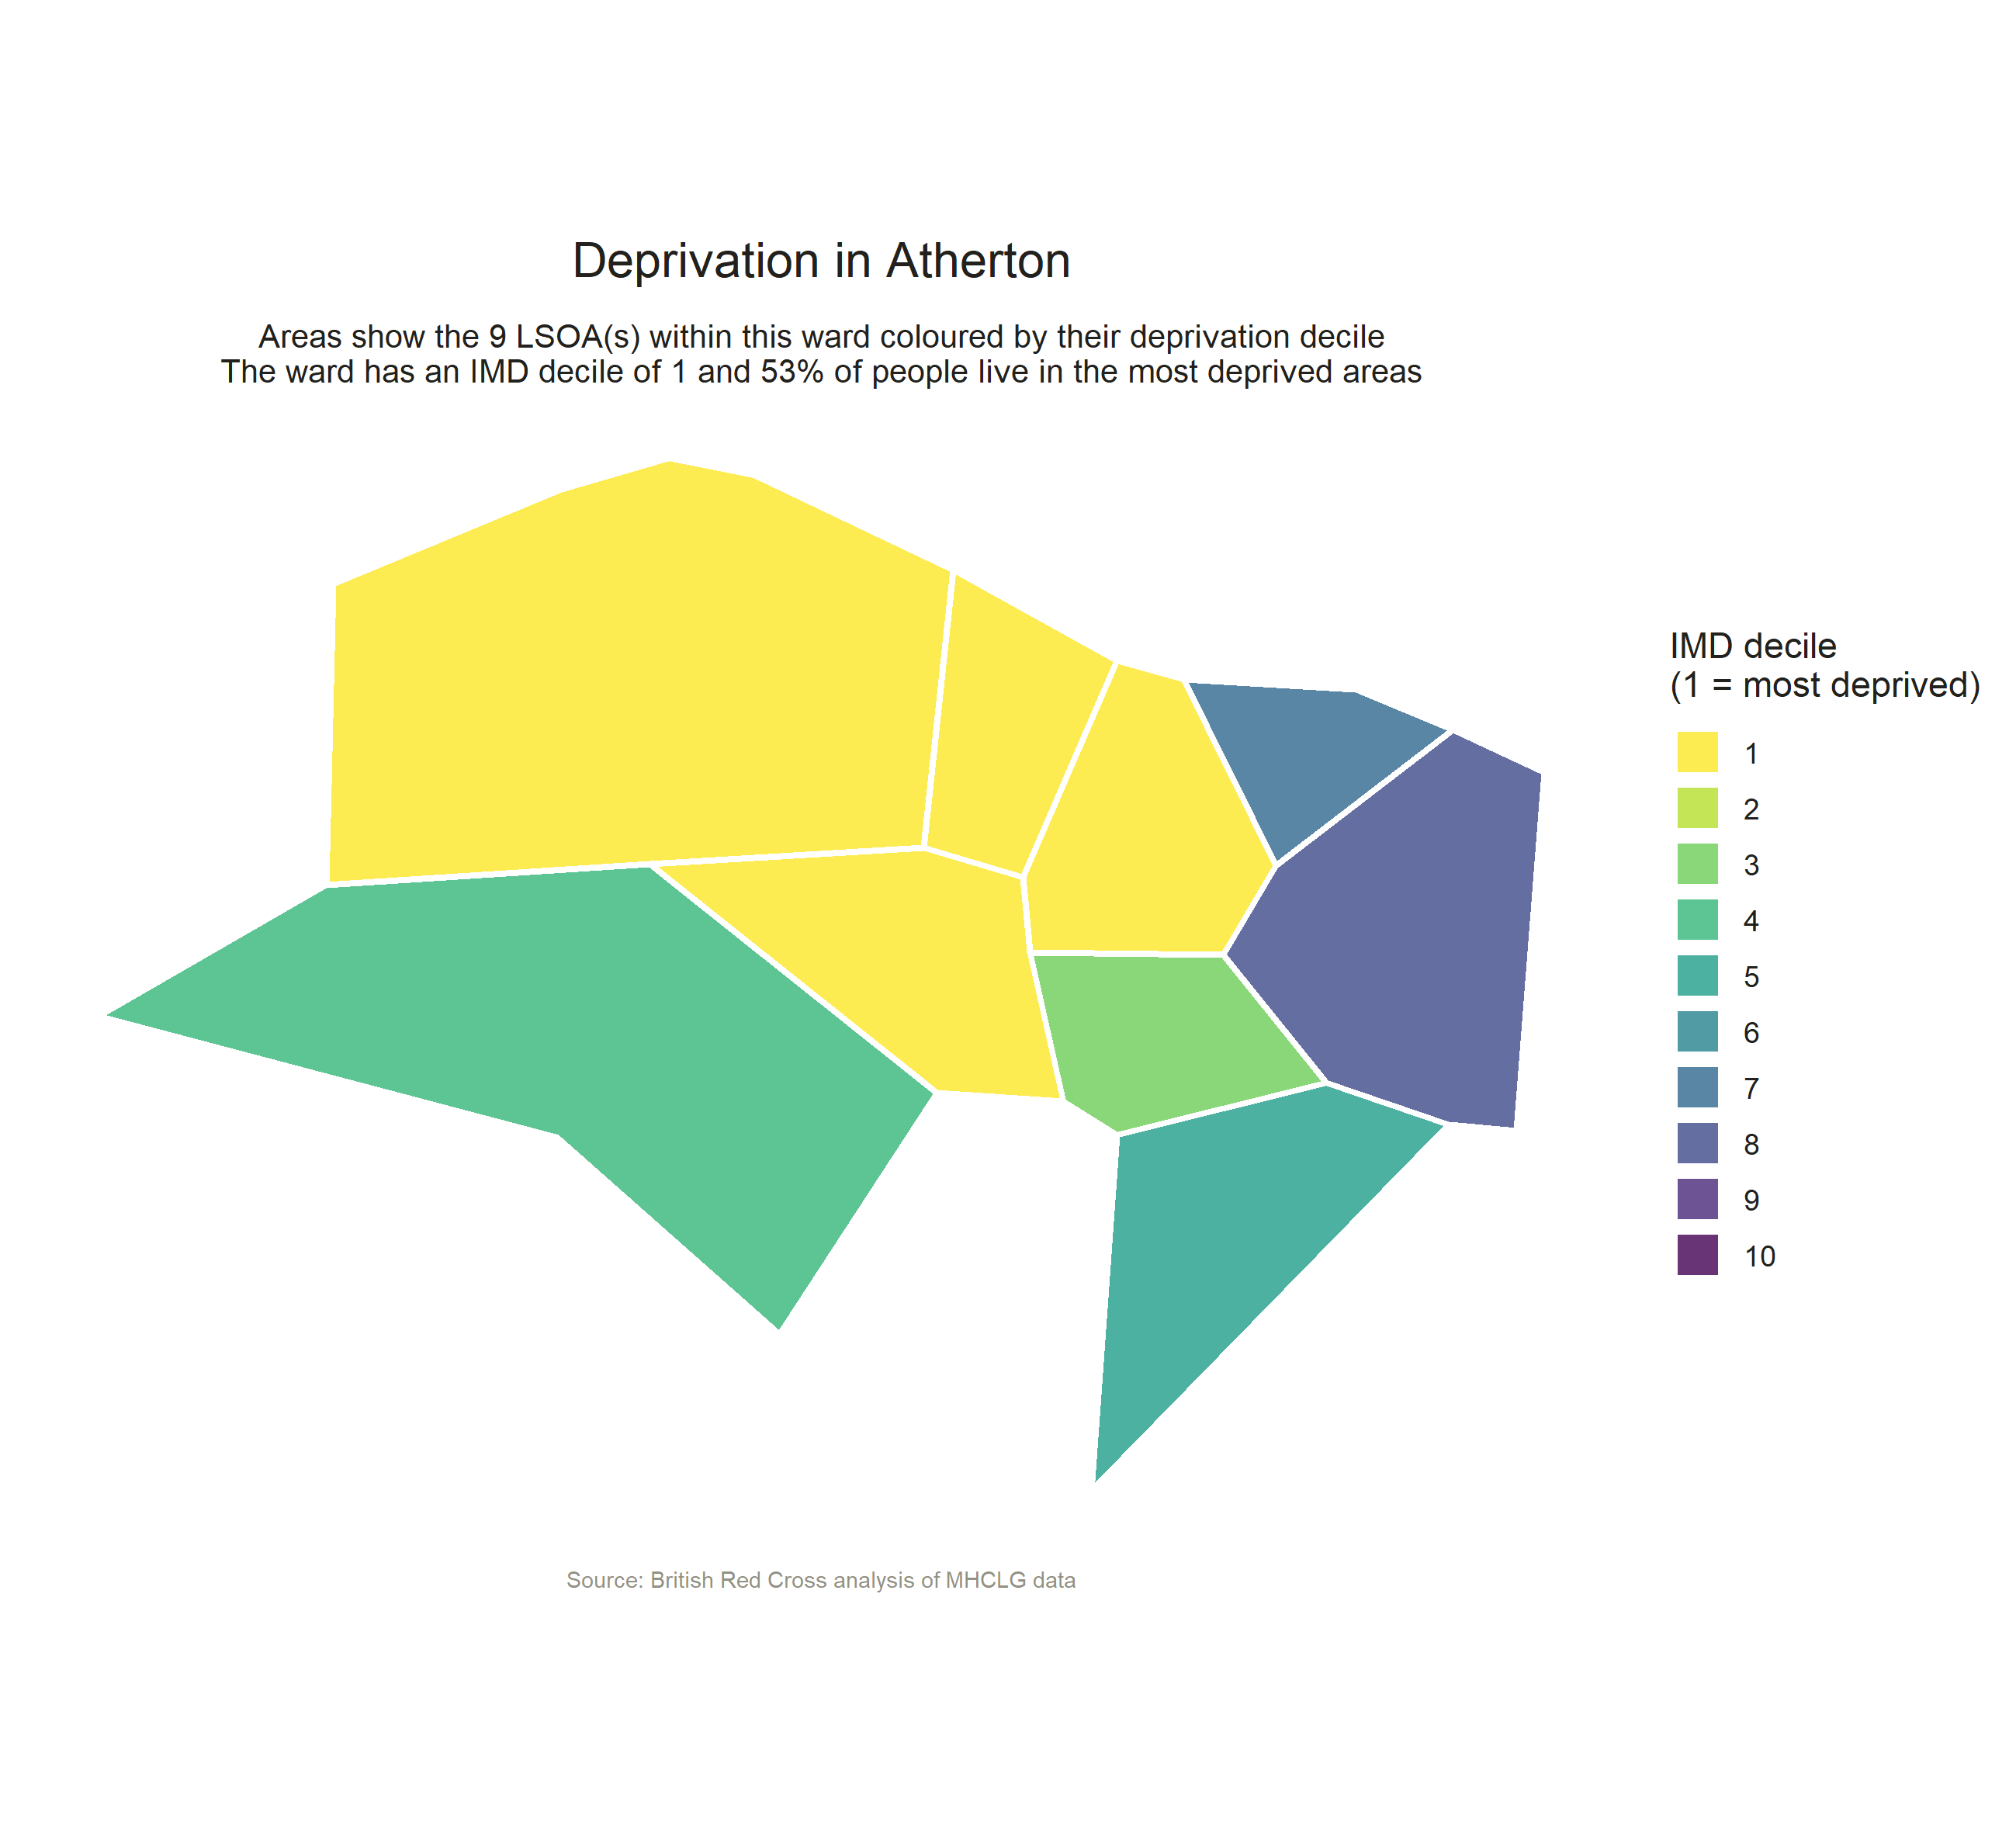 Deprivation in Atherton
Areas show the 9 LSOA(s) within this ward coloured by their deprivation decile
The ward has an IMD decile of 1 and 53% of people live in the most deprived areas
IMD decile
(1 = most deprived)
1
2
3
4
5
6
7
8
9
10
Source: British Red Cross analysis of MHCLG data